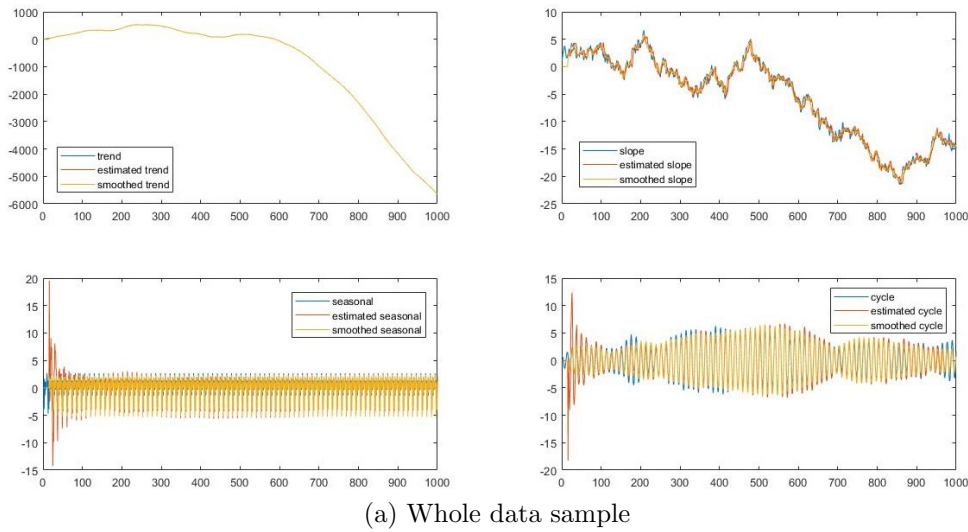 1000
0
-1000
-2000
-3000
-4000
-5000
-6000
trend
estimated trend
smoothed trend
0 100 200 300 400 500 600 700 800 900 1000
10
5
0
-5
-10
-15
-20
-25
slope
estimated slope
smoothed slope
0 100 200 300 400 500 600 700 800 900 1000
20
15
10
5
0
-5
-10
-15
seasonal
estimated seasonal
smoothed seasonal
0 100 200 300 400 500 600 700 800 900 1000
15
10
5
0
-5
-10
-15
-20
cycle
estimated cycle
smoothed cycle
0 100 200 300 400 500 600 700 800 900 1000
(a) Whole data sample